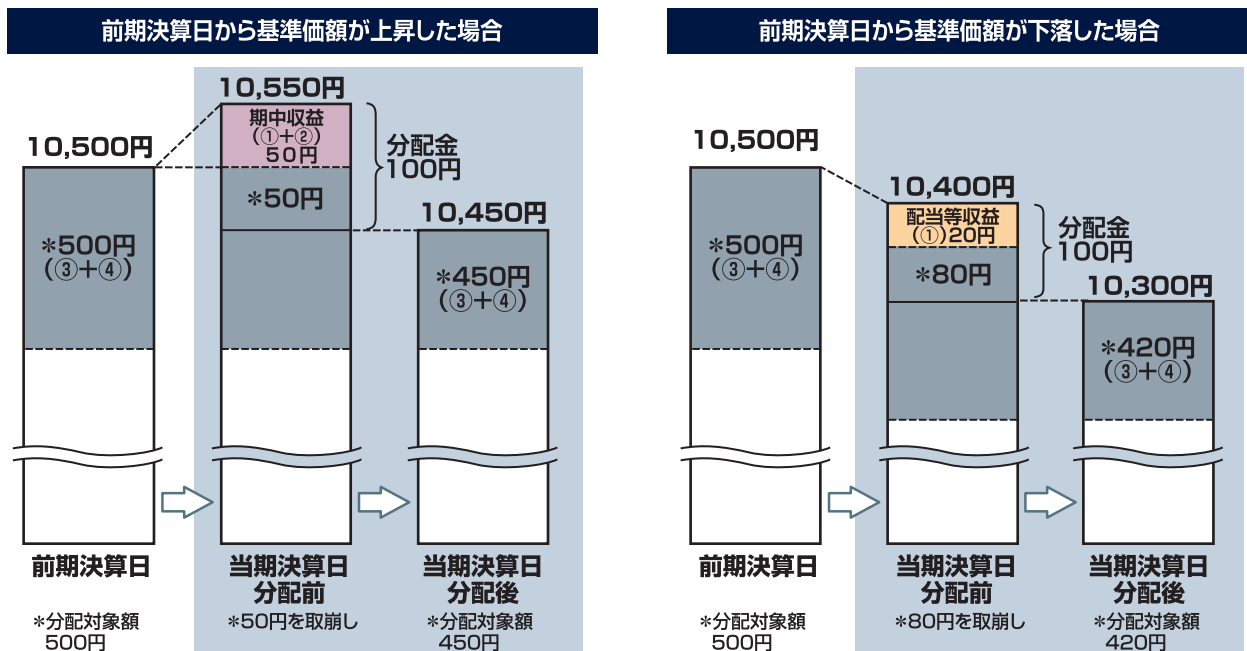 前期決算日から基準価額が上昇した場合
10,500円
*500円
(③+④)
10,550円
期中収益
(①+②)
50円
*50円
分配金
100円
10,450円
*450円
(③+④)
前期決算日
*分配対象額
500円
当期決算日
分配前
*50円を取崩し
当期決算日
分配後
*分配対象額
450円
前期決算日から基準価額が下落した場合
10,500円
*500円
(③+④)
10,400円
配当等収益
(①)20円
*80円
分配金
100円
10,300円
*420円
(③+④)
前期決算日
*分配対象額
500円
当期決算日
分配前
*80円を取崩し
当期決算日
分配後
*分配対象額
420円